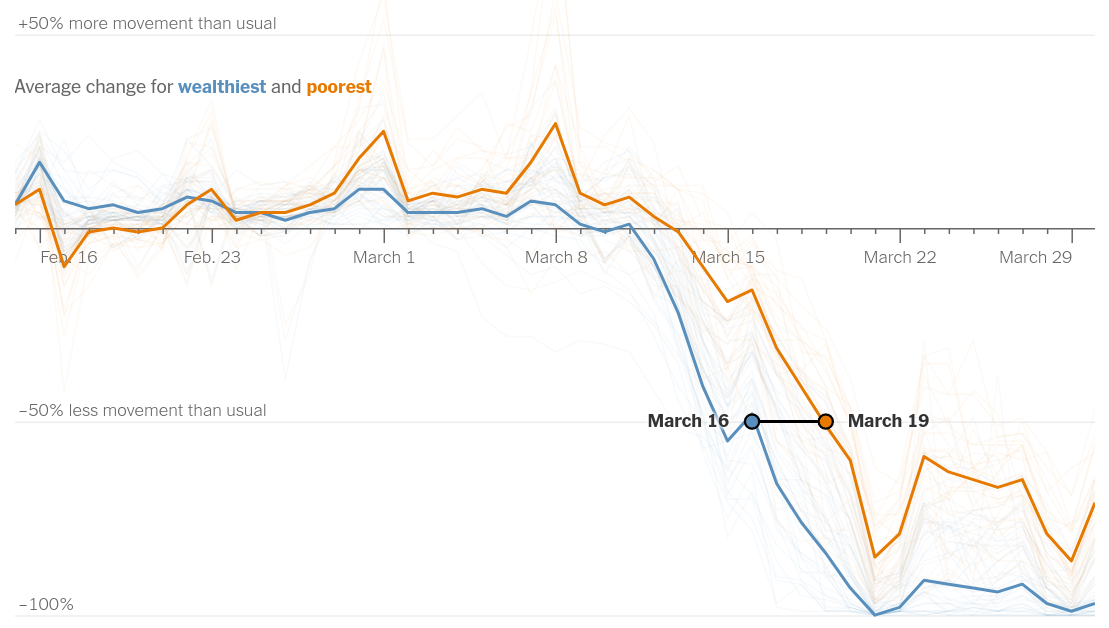 +50% more movement than usual
Average change for wealthiest and poorest
Feb. 16 Feb. 23 March 1 March 8 March 15 March 22 March 29
–50% less movement than usual
March 16 March 19
–100%